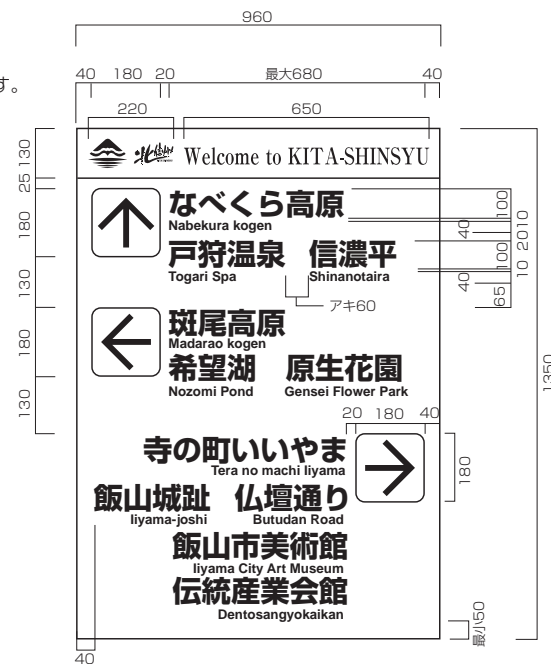 960
す。
40 180 20 最大680 40
220 650
北信州 Welcome to KITA-SHINSYU
130
25
180
130
180
130
なべくら高原
Nabekura kogen
戸狩温泉 信濃平
Togari Spa Shinanotaira
アキ60
斑尾高原
Madarao kogen
希望湖 原生花園
Nozomi Pond Gensei Flower Park
100
40
2010
100
10
40
65
1350
20 180 40
180
寺の町いいやま
Tera no machi Iiyama
飯山城趾 仏壇通り
Iiyama-joshi Butudan Road
飯山市美術館
Iiyama City Art Museum
伝統産業会館
Dentosangyokaikan
最小50
40